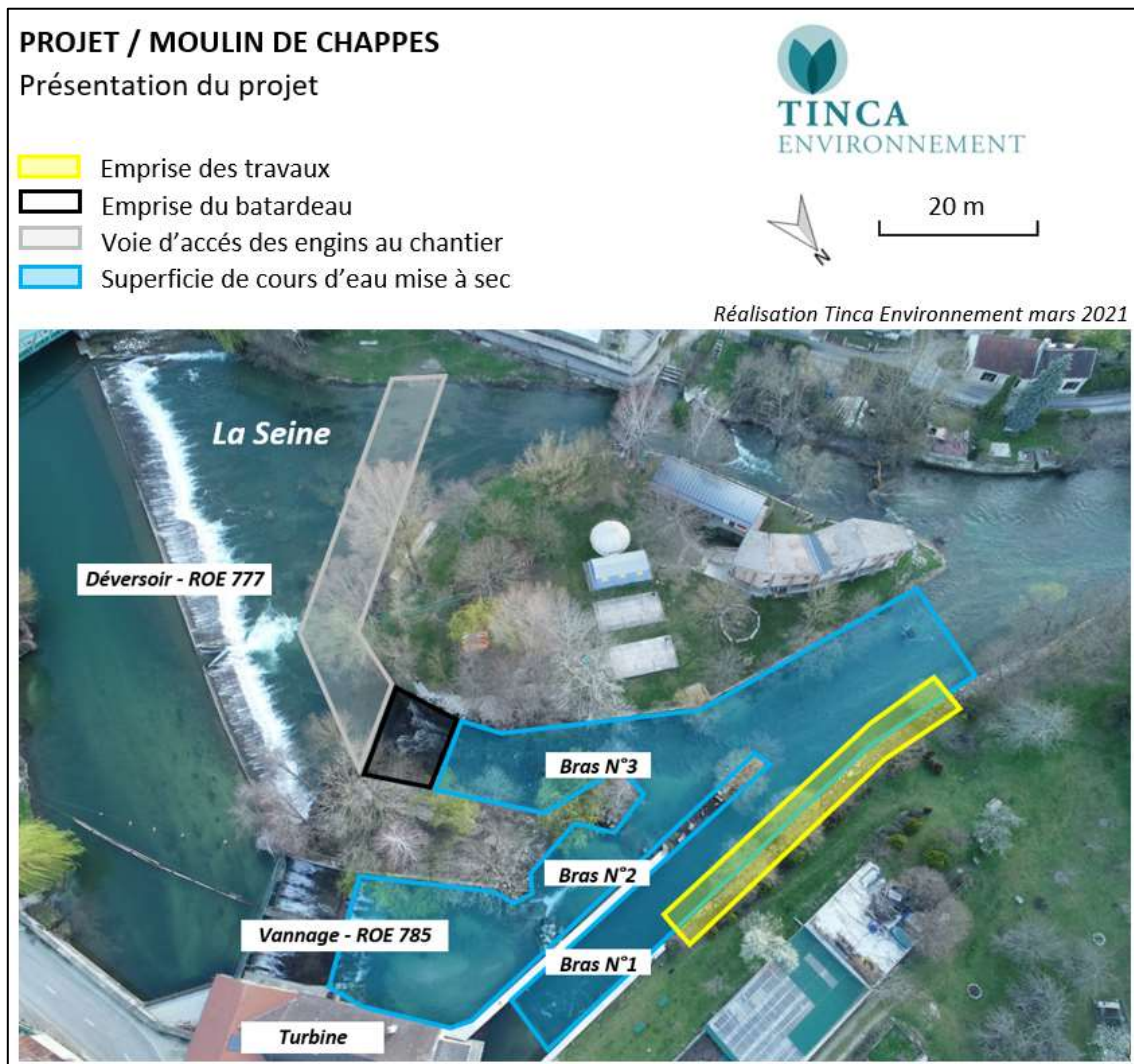 PROJET / MOULIN DE CHAPPES
Présentation du projet
TINCA
ENVIRONNEMENT
Emprise des travaux
Emprise du batardeau
Voie d'accés des engins au chantier
Superficie de cours d'eau mise à sec
20 m
N
Réalisation Tinca Environnement mars 2021
La Seine
Déversoir - ROE 777
Bras N°3
Bras N°2
Vannage - ROE 785
Bras N°1
Turbine